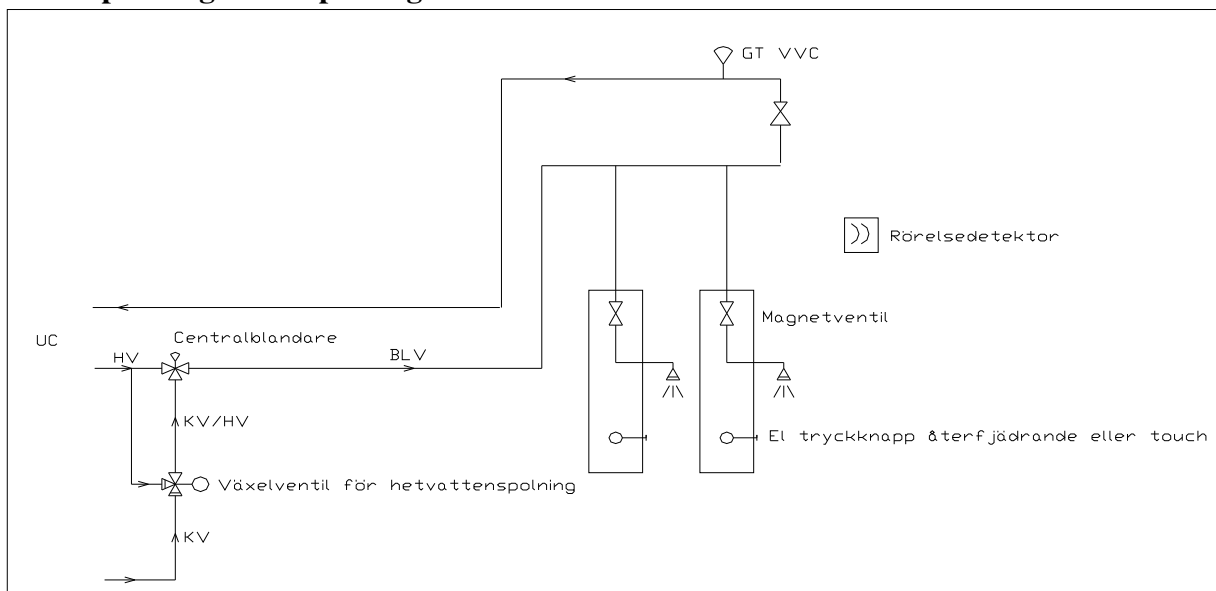 GT VVC
Rörelsedetektor
Magnetventil
UC
Centralblandare
HV
BLV
KV/HV
El tryckknapp återfjädrande eller touch
Växelventil för hetvattenspolning
KV